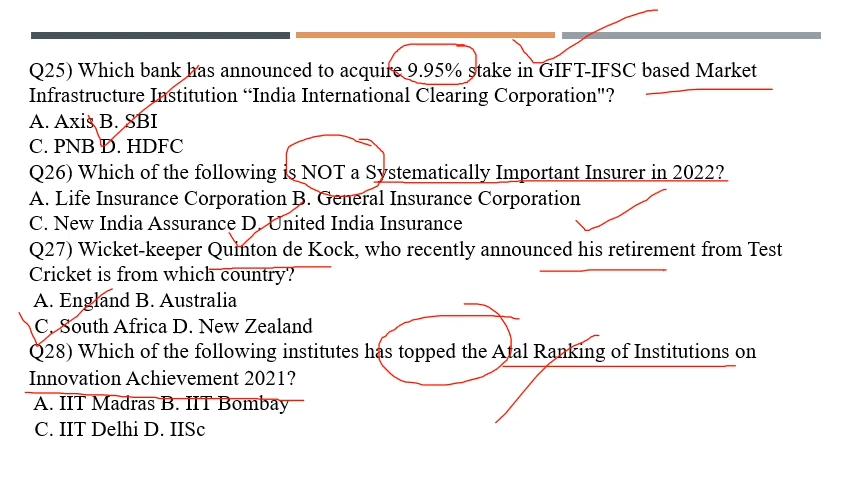 Q25) Which bank has announced to acquire 9.95% stake in GIFT-IFSC based Market
Infrastructure Institution “India International Clearing Corporation"?
A. Axis B. SBI
C. PNB D. HDFC
Q26) Which of the following is NOT a Systematically Important Insurer in 2022?
A. Life Insurance Corporation B. General Insurance Corporation
C. New India Assurance D. United India Insurance
Q27) Wicket-keeper Quinton de Kock, who recently announced his retirement from Test
Cricket is from which country?
A. England B. Australia
C. South Africa D. New Zealand
Q28) Which of the following institutes has topped the Atal Ranking of Institutions on
Innovation Achievement 2021?
A. IIT Madras B. IIT Bombay
C. IIT Delhi D. IISc